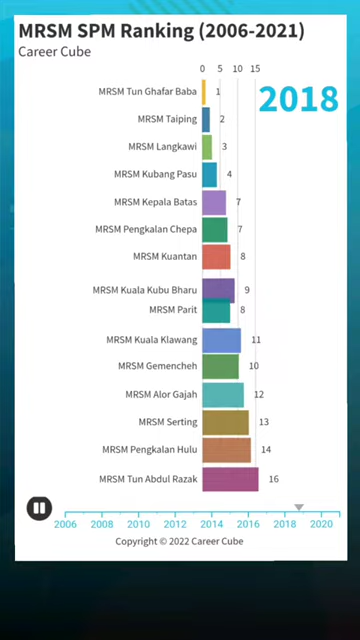 MRSM SPM Ranking (2006-2021)
Career Cube
0 5 10 15
2018
MRSM Tun Ghafar Baba 1
MRSM Taiping 2
MRSM Langkawi 3
MRSM Kubang Pasu 4
MRSM Kepala Batas 7
MRSM Pengkalan Chepa 7
MRSM Kuantan 8
MRSM Kuala Kubu Bharu 9
MRSM Parit 8
MRSM Kuala Klawang 11
MRSM Gemencheh 10
MRSM Alor Gajah 12
MRSM Serting 13
MRSM Pengkalan Hulu 14
MRSM Tun Abdul Razak 16
2006 2008 2010 2012 2014 2016 2018 2020
Copyright © 2022 Career Cube